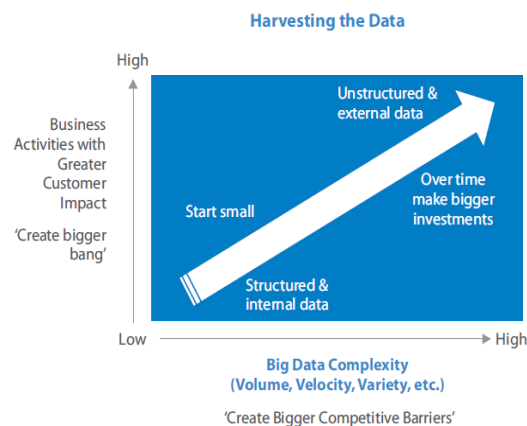 Harvesting the Data
High
Business
Activities with
Greater
Customer
Impact
'Create bigger
bang'
Unstructured &
external data
Start small
Over time
make bigger
investments
Structured &
internal data
Low
High
Big Data Complexity
(Volume, Velocity, Variety, etc.)
'Create Bigger Competitive Barriers'